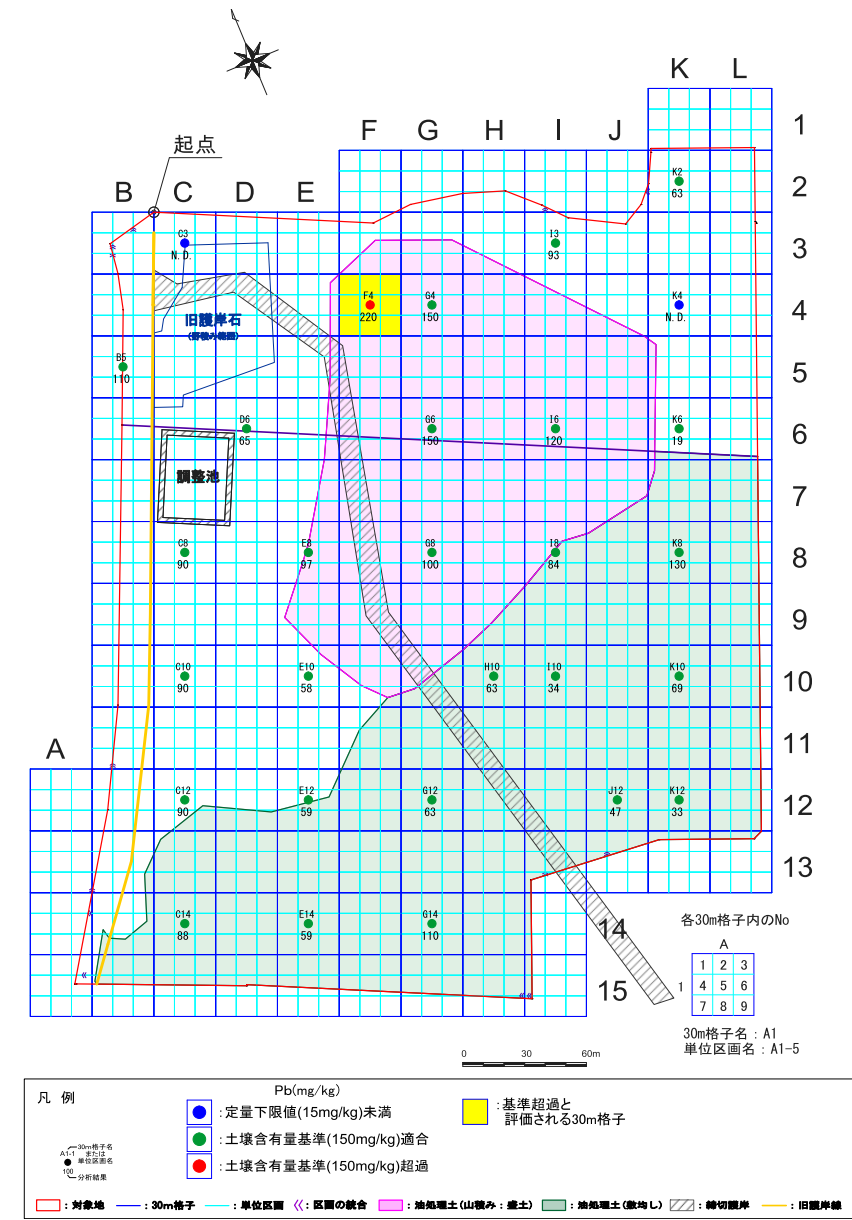 K L
1
F G H I J
起点
K2
63
2
B C D E
C3
N.D.
I3
93
3
F4
220
G4
150
K4
N.D.
4
旧護岸石
(野積み範囲)
B5
110
5
D6
65
G6
150
I6
120
K6
19
6
調整池
7
C8
90
E8
97
G8
100
I8
84
K8
130
8
9
C10
90
E10
58
H10
63
I10
34
K10
69
10
11
A
C12
90
E12
59
G12
63
J12
47
K12
33
12
13
C14
88
E14
59
G14
110
14
15
各30m格子内のNo
A
1 2 3
1 4 5 6
7 8 9
30m格子名：A1
単位区画名：A1-5
0 30 60m
凡 例
Pb(mg/kg)
：定量下限値(15mg/kg)未満
：土壌含有量基準(150mg/kg)適合
：土壌含有量基準(150mg/kg)超過
：基準超過と
評価される30m格子
30m格子名
または
単位区画名
A1-1
100
分析結果
：対象地 ：30m格子 ：単位区画 ：区画の統合 ：油処理土(山積み：盛土) ：油処理土(敷均し) ：締切護岸 ：旧護岸線